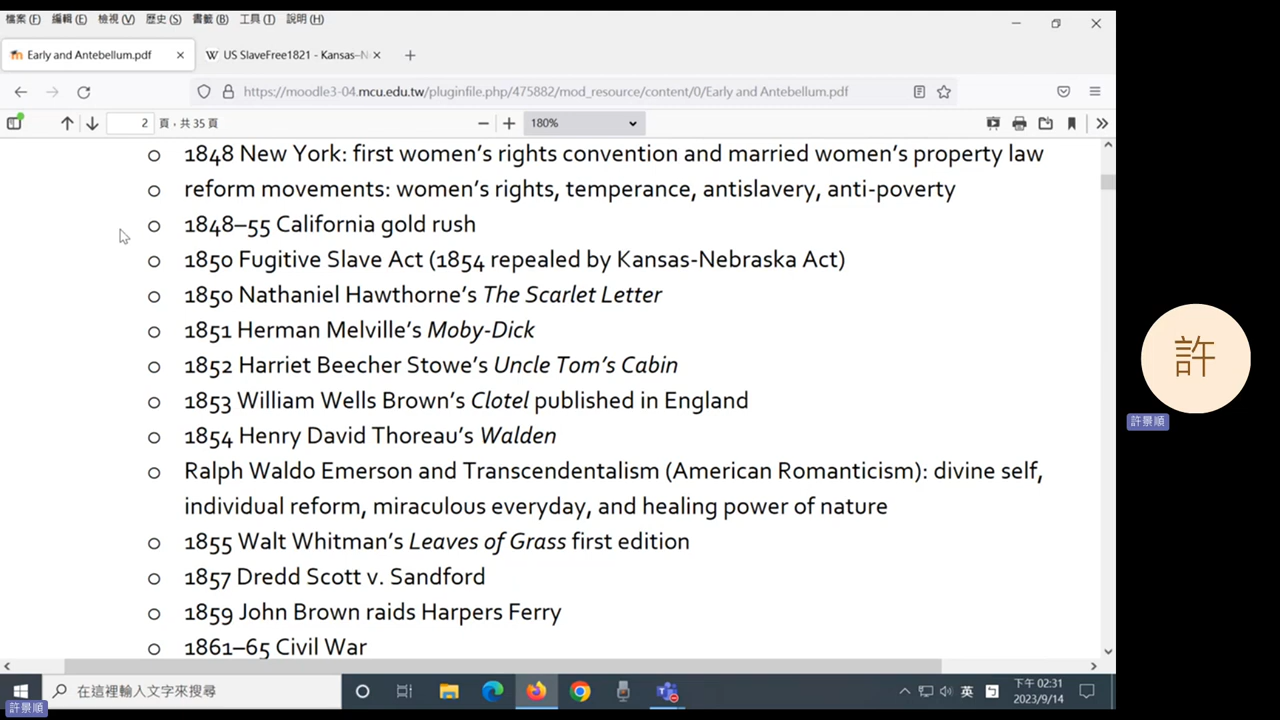 檔案(F) 編輯(E) 檢視(V) 歷史(S) 書籤(B) 工具(T) 說明(H)
Early and Antebellum.pdf
US SlaveFree1821 - Kansas–N
https://moodle3-04.mcu.edu.tw/pluginfile.php/475882/mod_resource/content/0/Early and Antebellum.pdf
2 頁，共 35 頁
180%
1848 New York: first women’s rights convention and married women’s property law
reform movements: women’s rights, temperance, antislavery, anti-poverty
1848–55 California gold rush
1850 Fugitive Slave Act (1854 repealed by Kansas-Nebraska Act)
1850 Nathaniel Hawthorne’s The Scarlet Letter
1851 Herman Melville’s Moby-Dick
1852 Harriet Beecher Stowe’s Uncle Tom’s Cabin
1853 William Wells Brown’s Clotel published in England
1854 Henry David Thoreau’s Walden
Ralph Waldo Emerson and Transcendentalism (American Romanticism): divine self,
individual reform, miraculous everyday, and healing power of nature
1855 Walt Whitman’s Leaves of Grass first edition
1857 Dredd Scott v. Sandford
1859 John Brown raids Harpers Ferry
1861–65 Civil War
許
許景順
在這裡輸入文字來搜尋
英
下午 02:31
2023/9/14
許景順